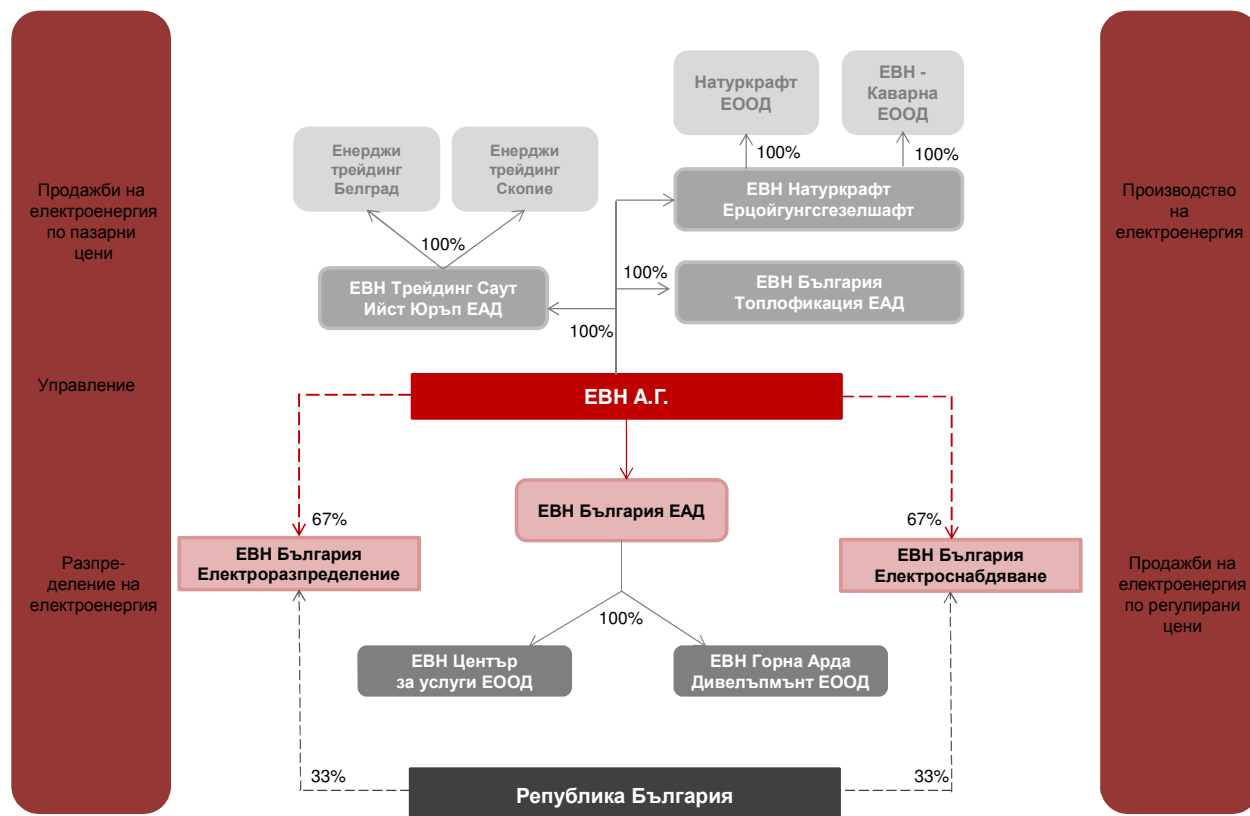 Натуркрафт
ЕООД
ЕВН -
Каварна
ЕООД
Енерджи
трейдинг
Белград
Енерджи
трейдинг
Скопие
100%
100%
Продажби на
електроенергия
по пазарни
цени
ЕВН Натуркрафт
Ерцойгунгсгезелшафт
Производство
на
електроенергия
100%
100%
ЕВН Трейдинг Саут
Ийст Юръп ЕАД
ЕВН България
Топлофикация ЕАД
100%
Управление
ЕВН А.Г.
ЕВН България ЕАД
67%
67%
ЕВН България
Електроразпределение
ЕВН България
Електроснабдяване
Разпре-
деление на
електроенергия
Продажби на
електроенергия
по регулирани
цени
100%
ЕВН Център
за услуги ЕООД
ЕВН Горна Арда
Дивелъпмънт ЕООД
33%
33%
Република България